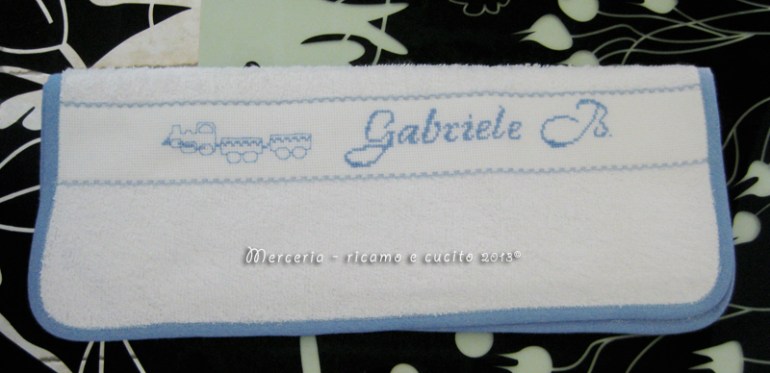 Gabriele B.
Merceria - ricamo e cucito 2013©